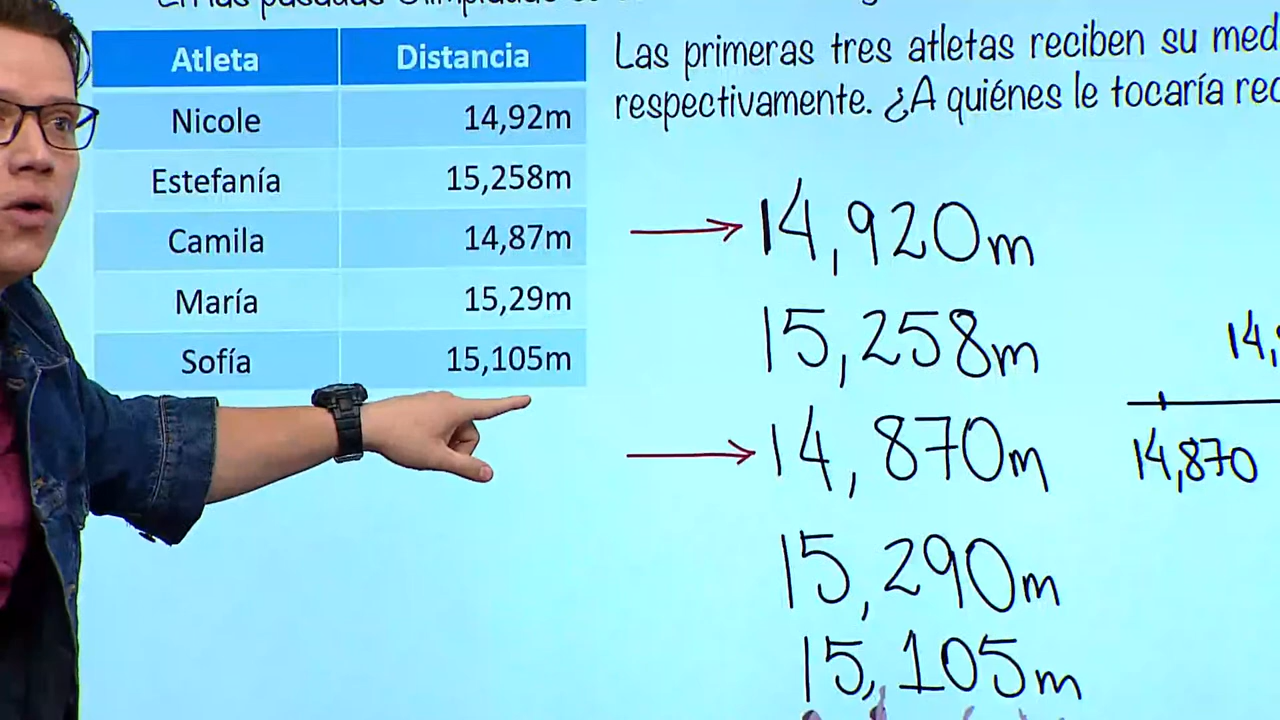 Atleta Distancia
Nicole 14,92m
Estefanía 15,258m
Camila 14,87m
María 15,29m
Sofía 15,105m
Las primeras tres atletas reciben su
respectivamente. ¿A quiénes le tocaría
14,920m
15,258m
14,870m
15,290m
15,105m
14,870